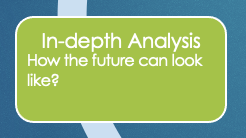 In-depth Analysis
How the future can look
like?